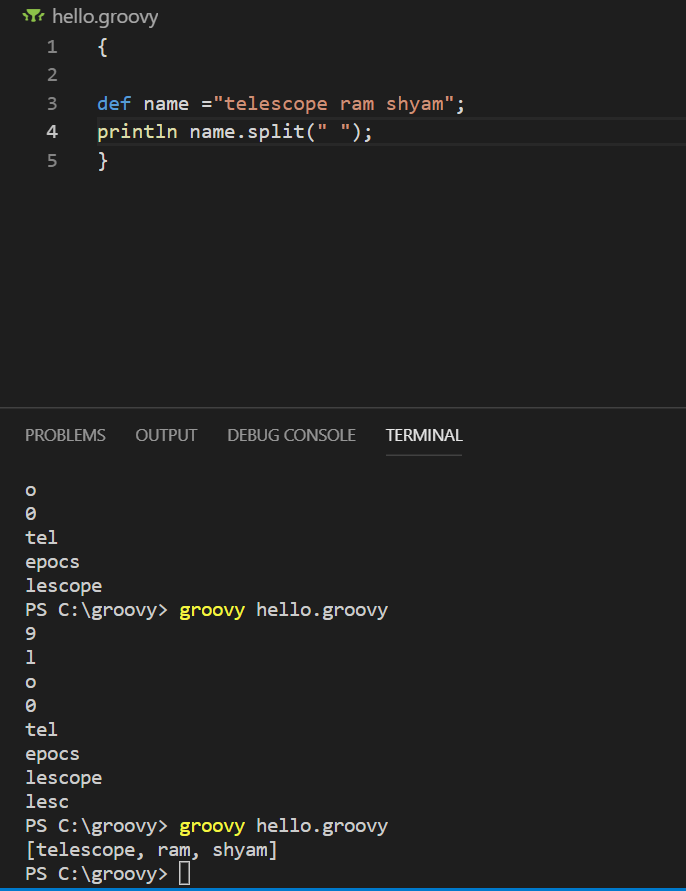 hello.groovy
1 {
2
3 def name ="telescope ram shyam";
4 println name.split(" ");
5 }
PROBLEMS OUTPUT DEBUG CONSOLE TERMINAL
o
0
tel
epocs
lescope
PS C:\groovy> groovy hello.groovy
9
l
o
0
tel
epocs
lescope
lesc
PS C:\groovy> groovy hello.groovy
[telescope, ram, shyam]
PS C:\groovy>